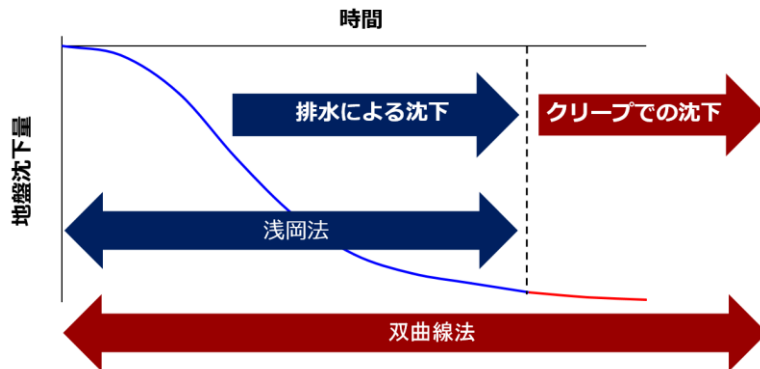 時間
地盤沈下量
排水による沈下
クリープでの沈下
浅岡法
双曲線法